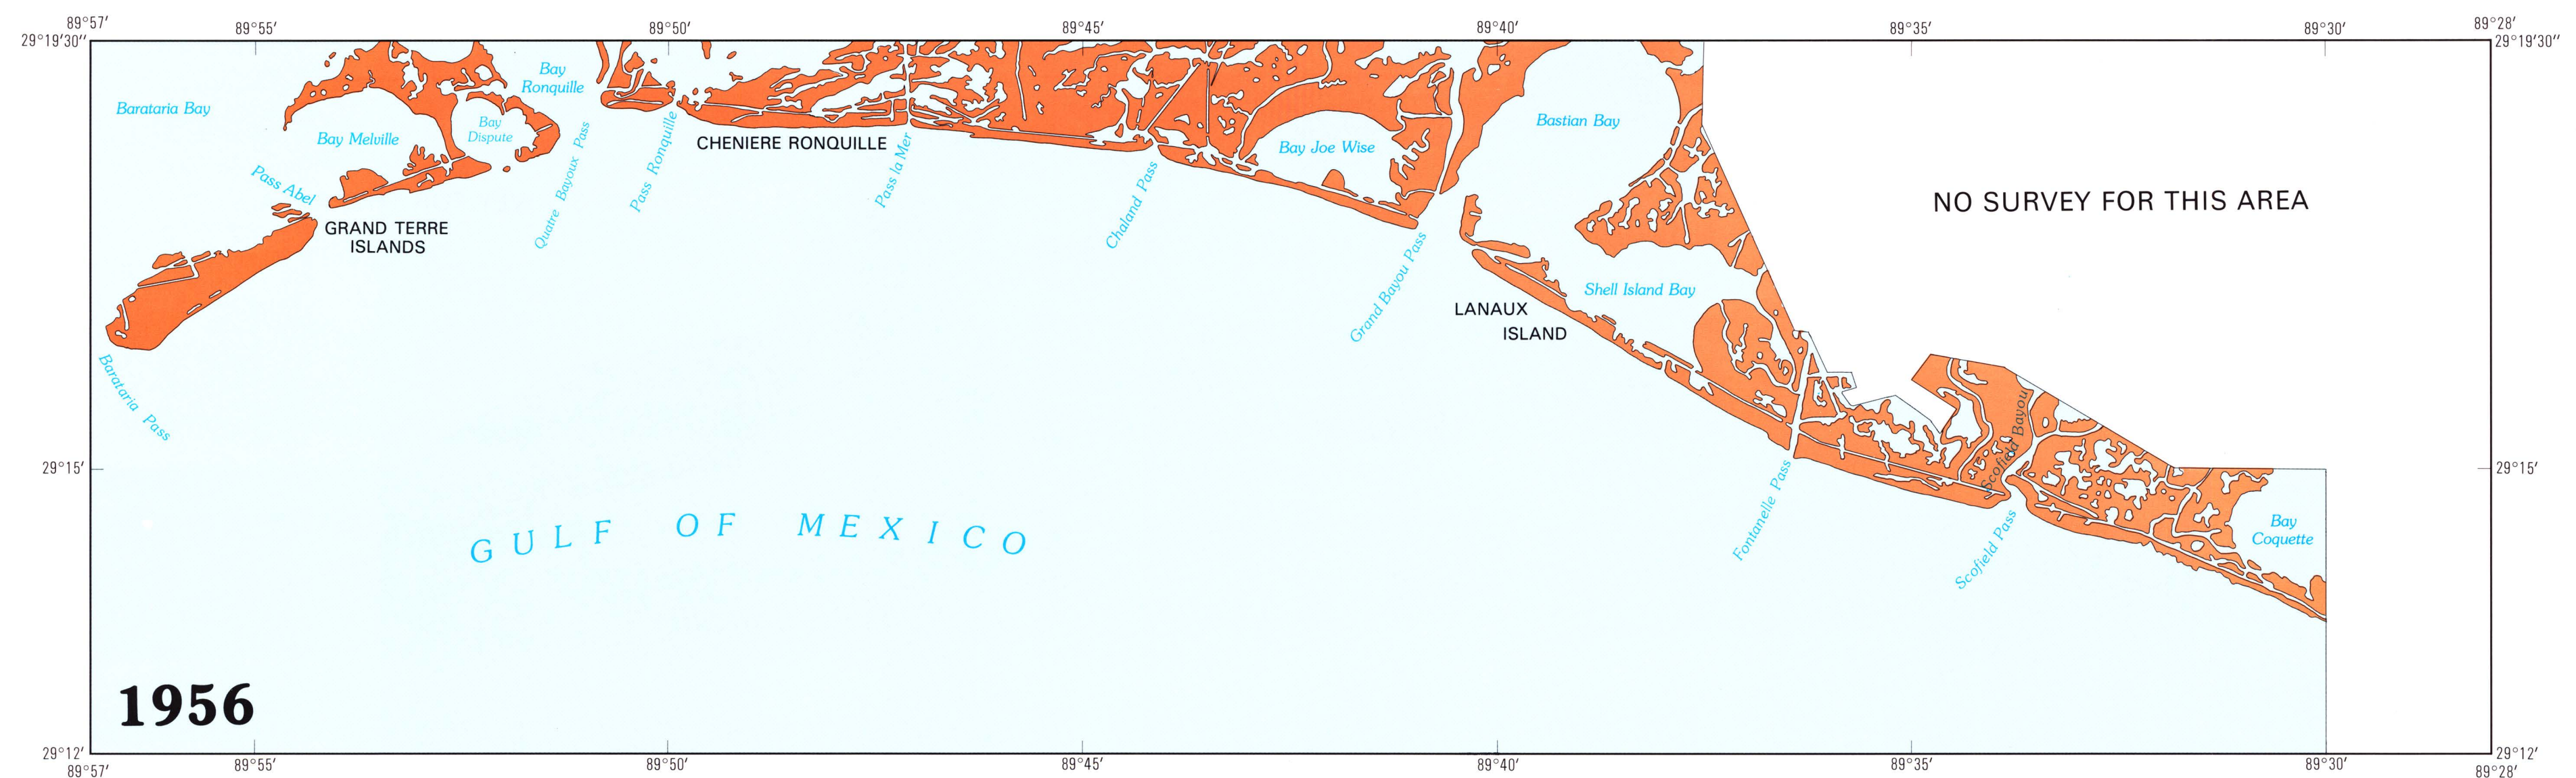 89°57′
89°55′
89°50′
89°45′
89°40′
89°35′
89°30′
89°28′
29°19′30″
29°19′30″
Barataria Bay
Bay
Ronquille
Bay Melville
Bay
Dispute
Bastian Bay
CHENIERE RONQUILLE
Bay Joe Wise
Pass Abel
Quatre Bayoux Pass
Pass Ronquille
Pass la Mer
Chaland Pass
NO SURVEY FOR THIS AREA
GRAND TERRE
ISLANDS
Grand Bayou Pass
Shell Island Bay
LANAUX
ISLAND
Barataria Pass
Scofield Bayou
29°15′
29°15′
Fontanelle Pass
Scofield Pass
Bay
Coquette
GULF OF MEXICO
1956
29°12′
29°12′
89°57′
89°55′
89°50′
89°45′
89°40′
89°35′
89°30′
89°28′